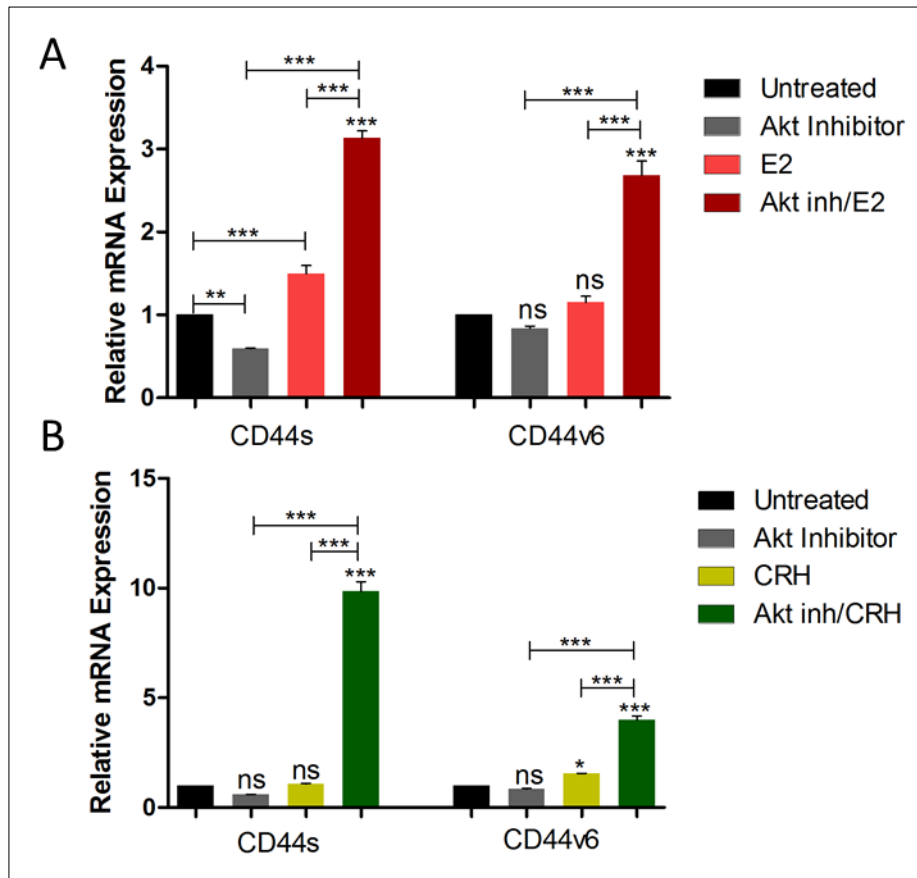 A
Relative mRNA Expression
4
3
2
1
0
***
***
***
***
**
***
***
***
ns
ns
CD44s
CD44v6
Untreated
Akt Inhibitor
E2
Akt inh/E2
B
Relative mRNA Expression
15
10
5
0
***
***
***
ns
ns
***
***
***
*
ns
CD44s
CD44v6
Untreated
Akt Inhibitor
CRH
Akt inh/CRH